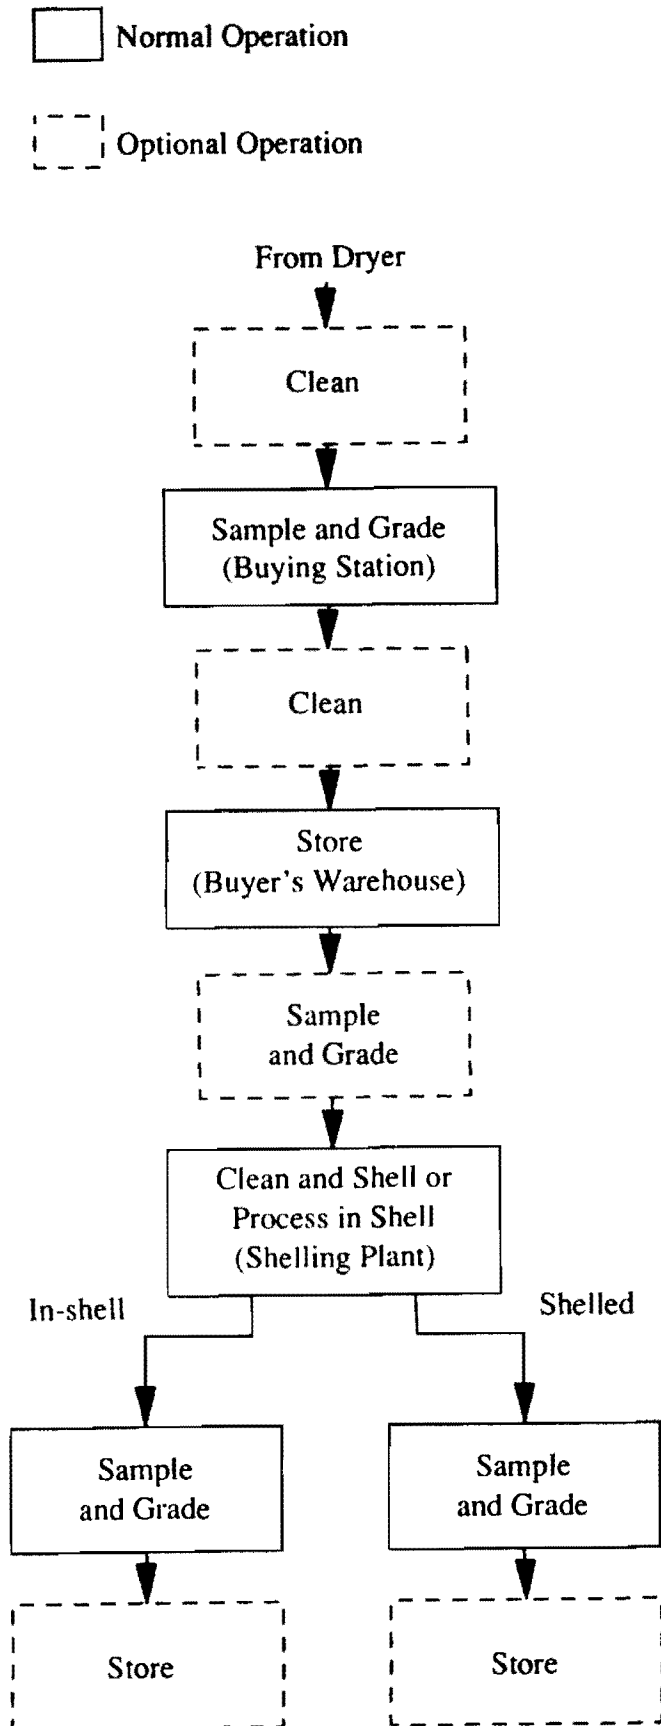 Normal Operation
Optional Operation
From Dryer
Clean
Sample and Grade
(Buying Station)
Clean
Store
(Buyer's Warehouse)
Sample
and Grade
Clean and Shell or
Process in Shell
(Shelling Plant)
In-shell
Shelled
Sample
and Grade
Sample
and Grade
Store
Store